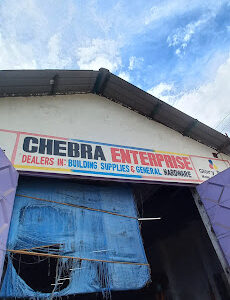 CHEBRA ENTERPRISE
DEALERS IN: BUILDING, SUPPLIES & GENERAL HARDWARE